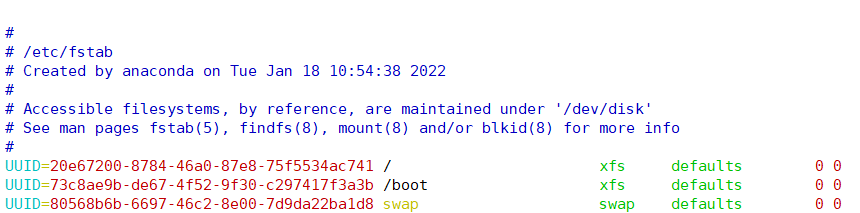 #
# /etc/fstab
# Created by anaconda on Tue Jan 18 10:54:38 2022
#
# Accessible filesystems, by reference, are maintained under '/dev/disk'
# See man pages fstab(5), findfs(8), mount(8) and/or blkid(8) for more info
#
UUID=20e67200-8784-46a0-87e8-75f5534ac741 /                       xfs     defaults        0 0
UUID=73c8ae9b-de67-4f52-9f30-c297417f3a3b /boot                   xfs     defaults        0 0
UUID=80568b6b-6697-46c2-8e00-7d9da22ba1d8 swap                    swap    defaults        0 0